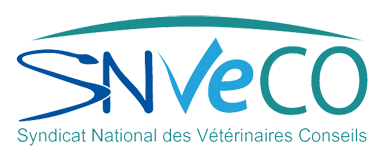 SNVeCO
Syndicat National des Vétérinaires Conseils